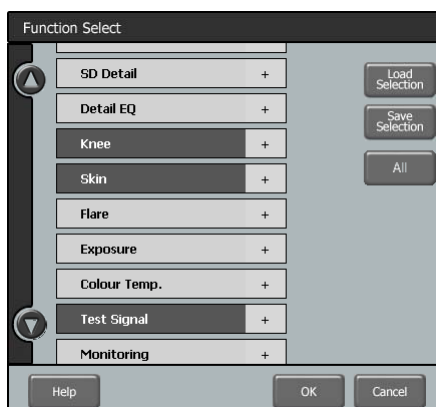 Function Select
SD Detail +
Detail EQ +
Knee +
Skin +
Flare +
Exposure +
Colour Temp. +
Test Signal +
Monitoring +
Load
Selection
Save
Selection
All
Help
OK
Cancel